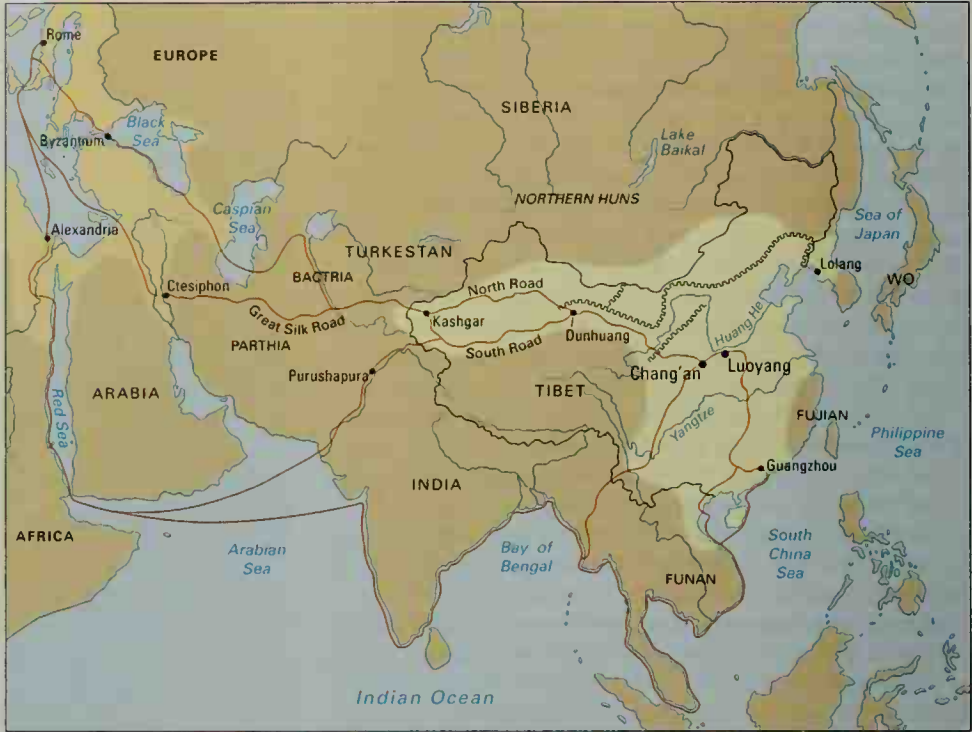 Rome
EUROPE
SIBERIA
Black
Sea
Byzantium
Lake
Baikal
NORTHERN HUNS
Caspian
Sea
Sea of
Japan
Alexandria
TURKESTAN
Lolang
BACTRIA
WO
Ctesiphon
North Road
Great Silk Road
Kashgar
Huang He
PARTHIA
South Road
Dunhuang
Purushapura
Chang'an
Luoyang
ARABIA
TIBET
Red Sea
Yangtze
FUJIAN
Philippine
Sea
Guangzhou
INDIA
AFRICA
Arabian
Sea
Bay of
Bengal
South
China
Sea
FUNAN
Indian Ocean